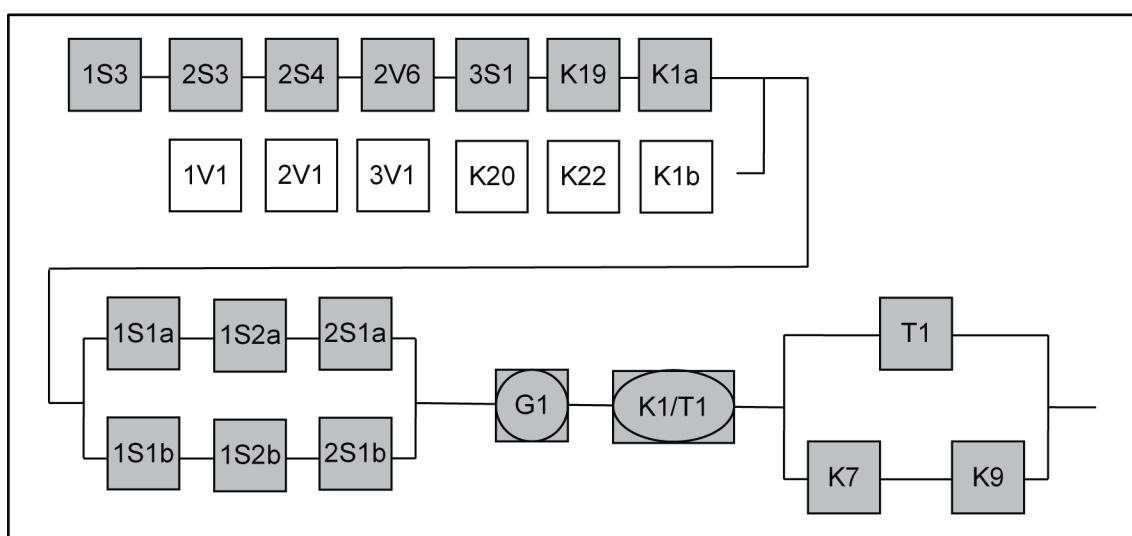 1S3 2S3 2S4 2V6 3S1 K19 K1a
1V1 2V1 3V1 K20 K22 K1b
1S1a 1S2a 2S1a
T1
G1 K1/T1
1S1b 1S2b 2S1b
K7 K9